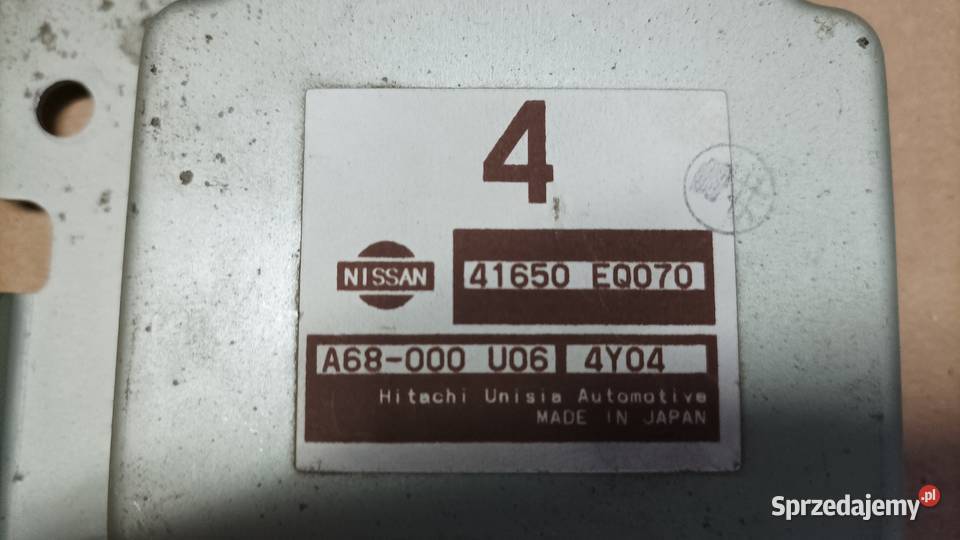 4
NISSAN
41650 EQ070
A68-000 U06 4Y04
Hitachi Unisia Automotive
MADE IN JAPAN
Sprzedajemy.pl